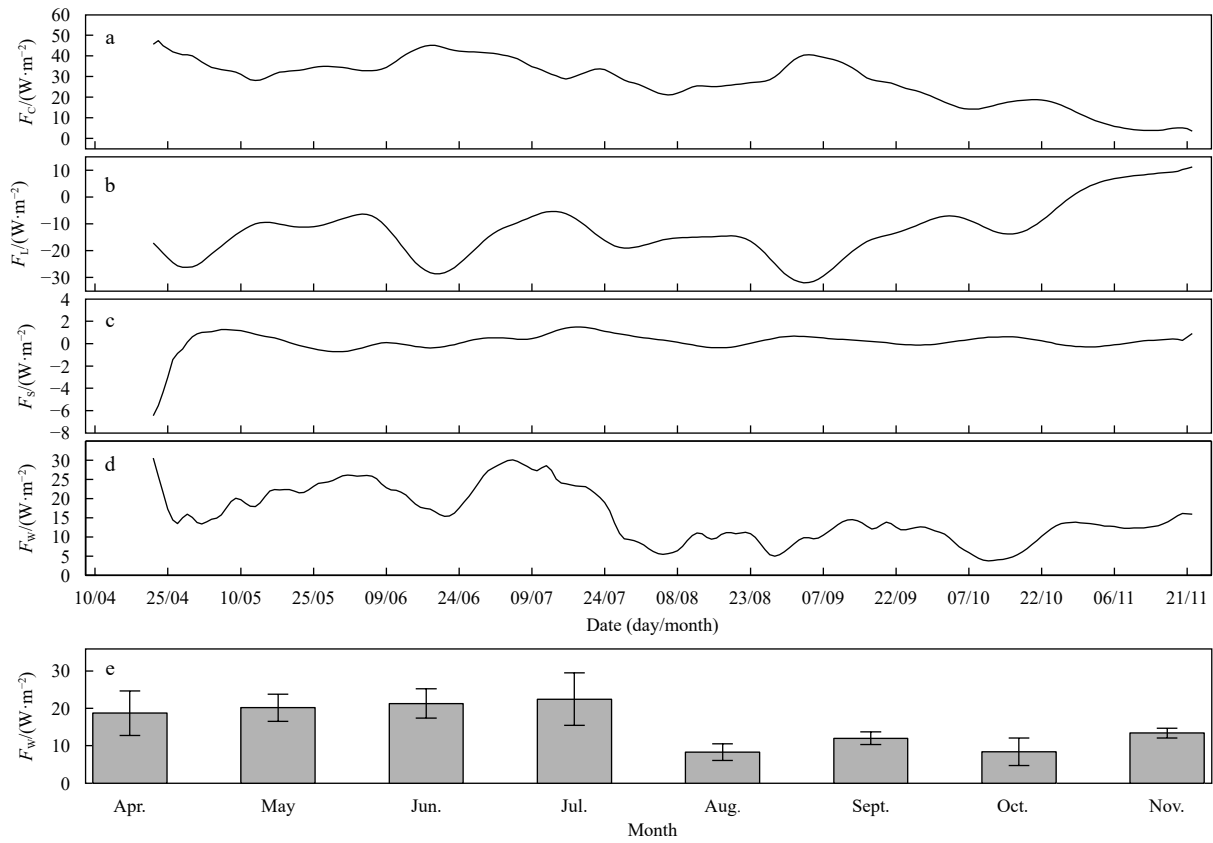 a
F_C/(W·m⁻²)
60
50
40
30
20
10
0
b
F_L/(W·m⁻²)
10
0
−10
−20
−30
c
F_S/(W·m⁻²)
4
2
0
−2
−4
−6
−8
d
F_W/(W·m⁻²)
30
25
20
15
10
5
0
10/04 25/04 10/05 25/05 09/06 24/06 09/07 24/07 08/08 23/08 07/09 22/09 07/10 22/10 06/11 21/11
Date (day/month)
e
F_W/(W·m⁻²)
30
20
10
0
Apr. May Jun. Jul. Aug. Sept. Oct. Nov.
Month